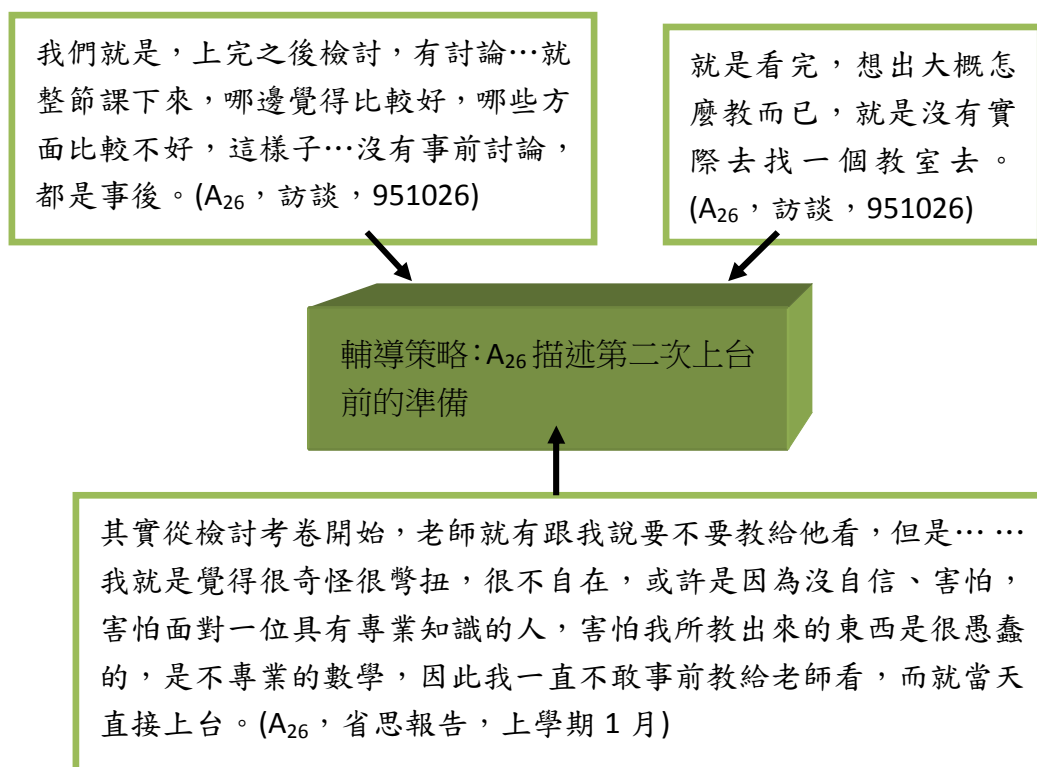 我們就是，上完之後檢討，有討論…就
整節課下來，哪邊覺得比較好，哪些方
面比較不好，這樣子…沒有事前討論，
都是事後。(A26，訪談，951026)
就是看完，想出大概怎
麼教而已，就是沒有實
際去找一個教室去。
(A26，訪談，951026)
輔導策略：A26 描述第二次上台
前的準備
其實從檢討考卷開始，老師就有跟我說要不要教給他看，但是……
我就是覺得很奇怪很彆扭，很不自在，或許是因為沒自信、害怕，
害怕面對一位具有專業知識的人，害怕我所教出來的東西是很愚蠢
的，是不專業的數學，因此我一直不敢事前教給老師看，而就當天
直接上台。(A26，省思報告，上學期 1 月)